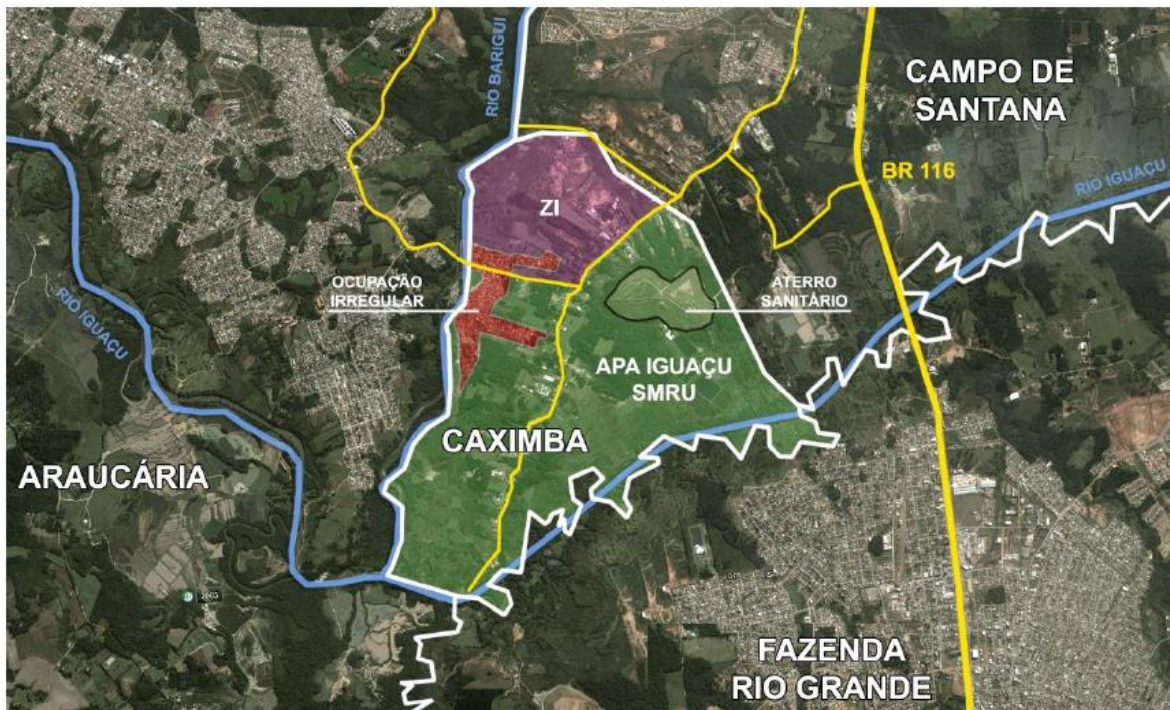 RIO BARIGUI
CAMPO DE
SANTANA
BR 116
RIO IGUAÇU
ZI
OCUPAÇÃO
IRREGULAR
ATERRO
SANITÁRIO
RIO IGUAÇU
APA IGUAÇU
SMRU
CAXIMBA
ARAUCÁRIA
FAZENDA
RIO GRANDE